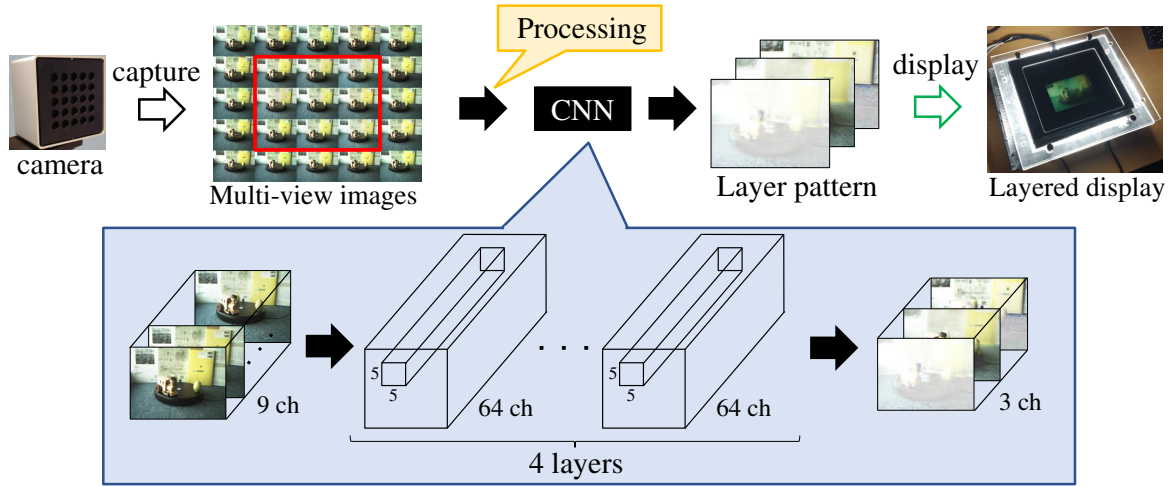 Processing
capture
display
CNN
camera
Multi-view images
Layer pattern
Layered display
5
5
5
5
9 ch
64 ch
. . .
64 ch
3 ch
4 layers